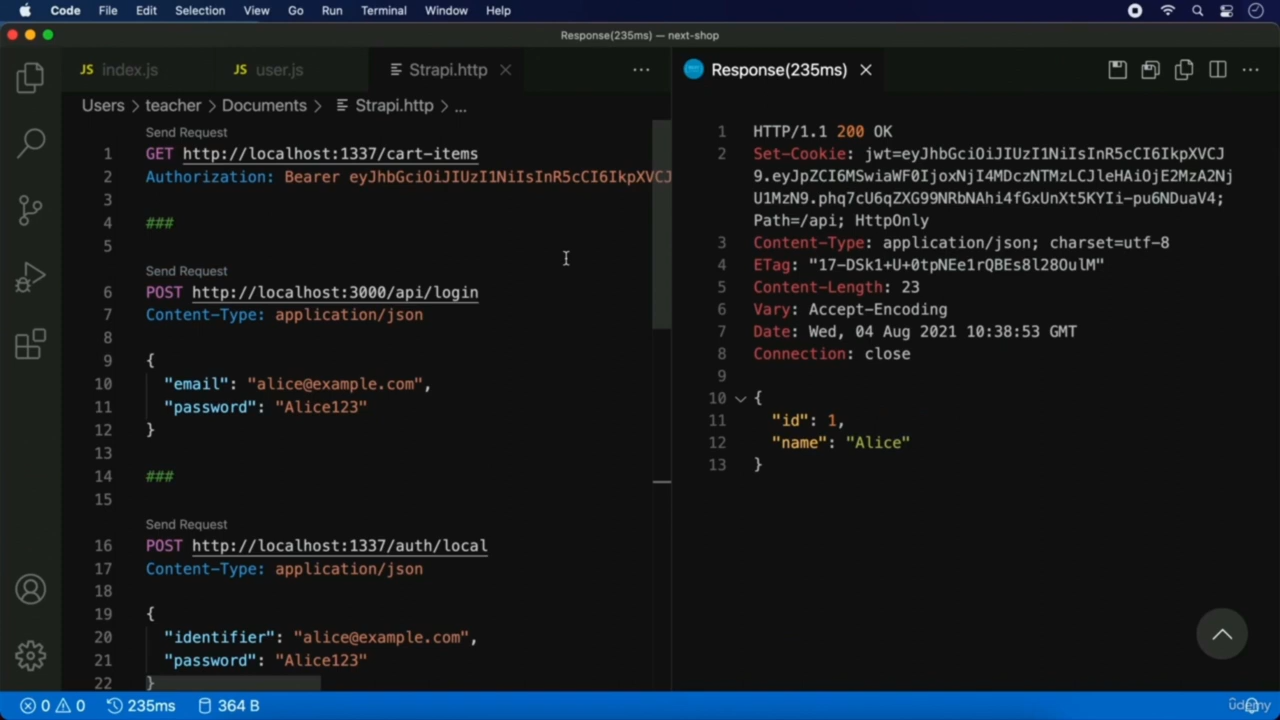 Code File Edit Selection View Go Run Terminal Window Help
Response(235ms) — next-shop
JS index.js
JS user.js
Strapi.http
Response(235ms)
Users > teacher > Documents > Strapi.http > ...
Send Request
1 GET http://localhost:1337/cart-items
2 Authorization: Bearer eyJhbGciOiJIUzI1NiIsInR5cCI6IkpXVCJ
3
4 ###
5
Send Request
6 POST http://localhost:3000/api/login
7 Content-Type: application/json
8
9 {
10 "email": "alice@example.com",
11 "password": "Alice123"
12 }
13
14 ###
15
Send Request
16 POST http://localhost:1337/auth/local
17 Content-Type: application/json
18
19 {
20 "identifier": "alice@example.com",
21 "password": "Alice123"
22 }
1 HTTP/1.1 200 OK
2 Set-Cookie: jwt=eyJhbGciOiJIUzI1NiIsInR5cCI6IkpXVCJ
9.eyJpZCI6MSwiaWF0IjoxNjI4MDczNTMzLCJleHAiOjE2MzA2Nj
U1MzN9.phq7cU6qZXG99NRbNAhi4fGxUnXt5KYIi-pu6NDuaV4;
Path=/api; HttpOnly
3 Content-Type: application/json; charset=utf-8
4 ETag: "17-DSk1+U+0tpNEe1rQBEs8l28OulM"
5 Content-Length: 23
6 Vary: Accept-Encoding
7 Date: Wed, 04 Aug 2021 10:38:53 GMT
8 Connection: close
9
10 {
11 "id": 1,
12 "name": "Alice"
13 }
0 0 235ms 364 B
ûdemy